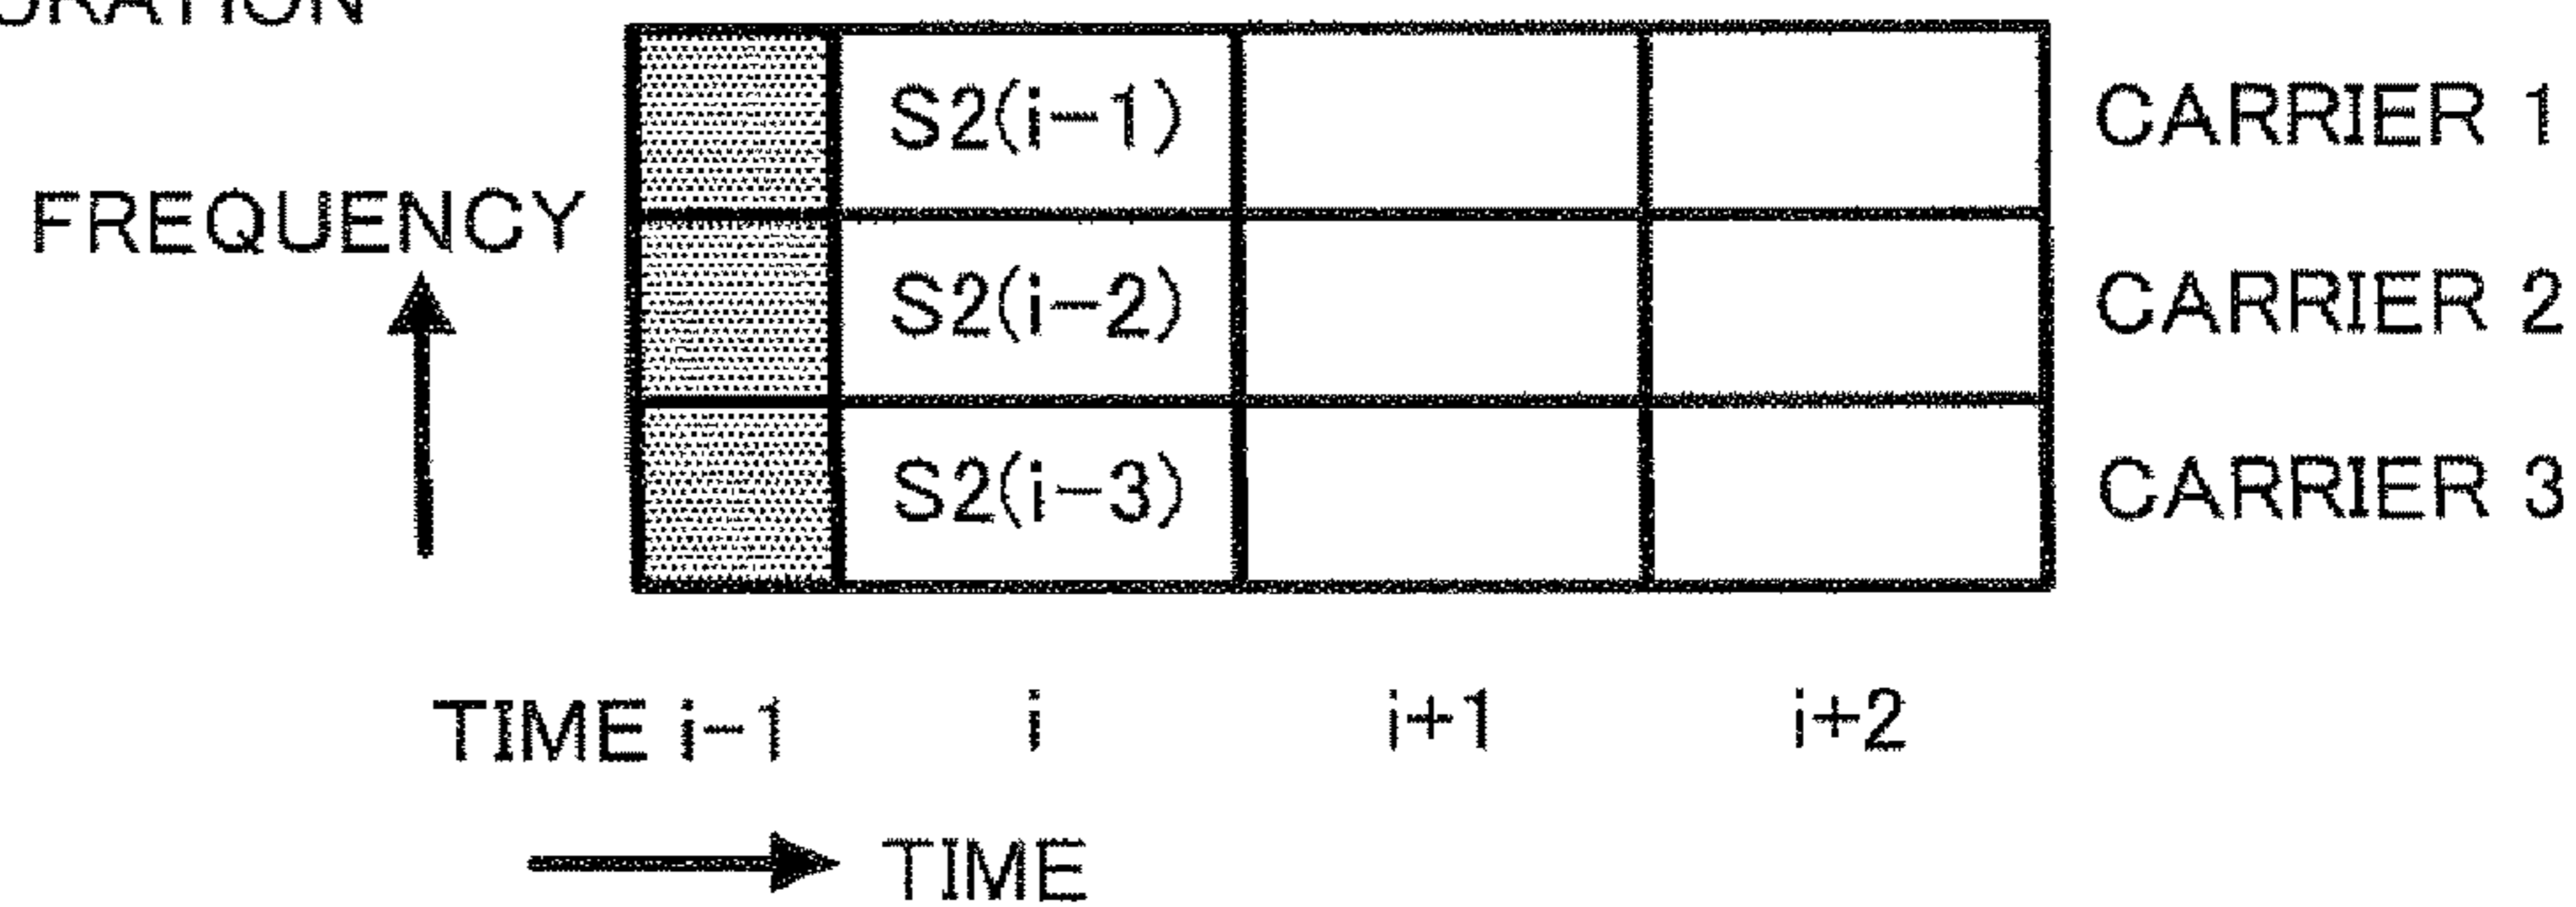 S2(i-1) CARRIER 1
FREQUENCY
S2(i-2) CARRIER 2
S2(i-3) CARRIER 3
TIME i-1 i i+1 i+2
TIME